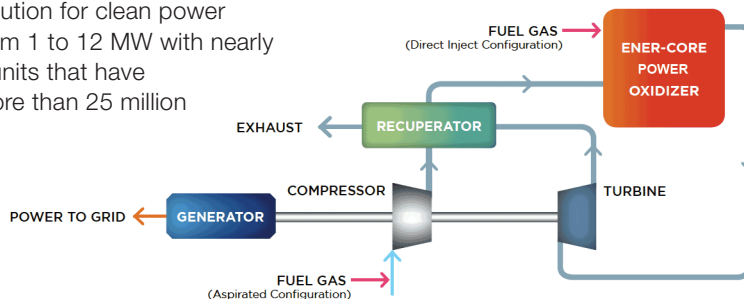 ution for clean power
m 1 to 12 MW with nearly
units that have
ore than 25 million
FUEL GAS
(Direct Inject Configuration)
ENER-CORE
POWER
OXIDIZER
EXHAUST
RECUPERATOR
COMPRESSOR
TURBINE
POWER TO GRID
GENERATOR
FUEL GAS
(Aspirated Configuration)